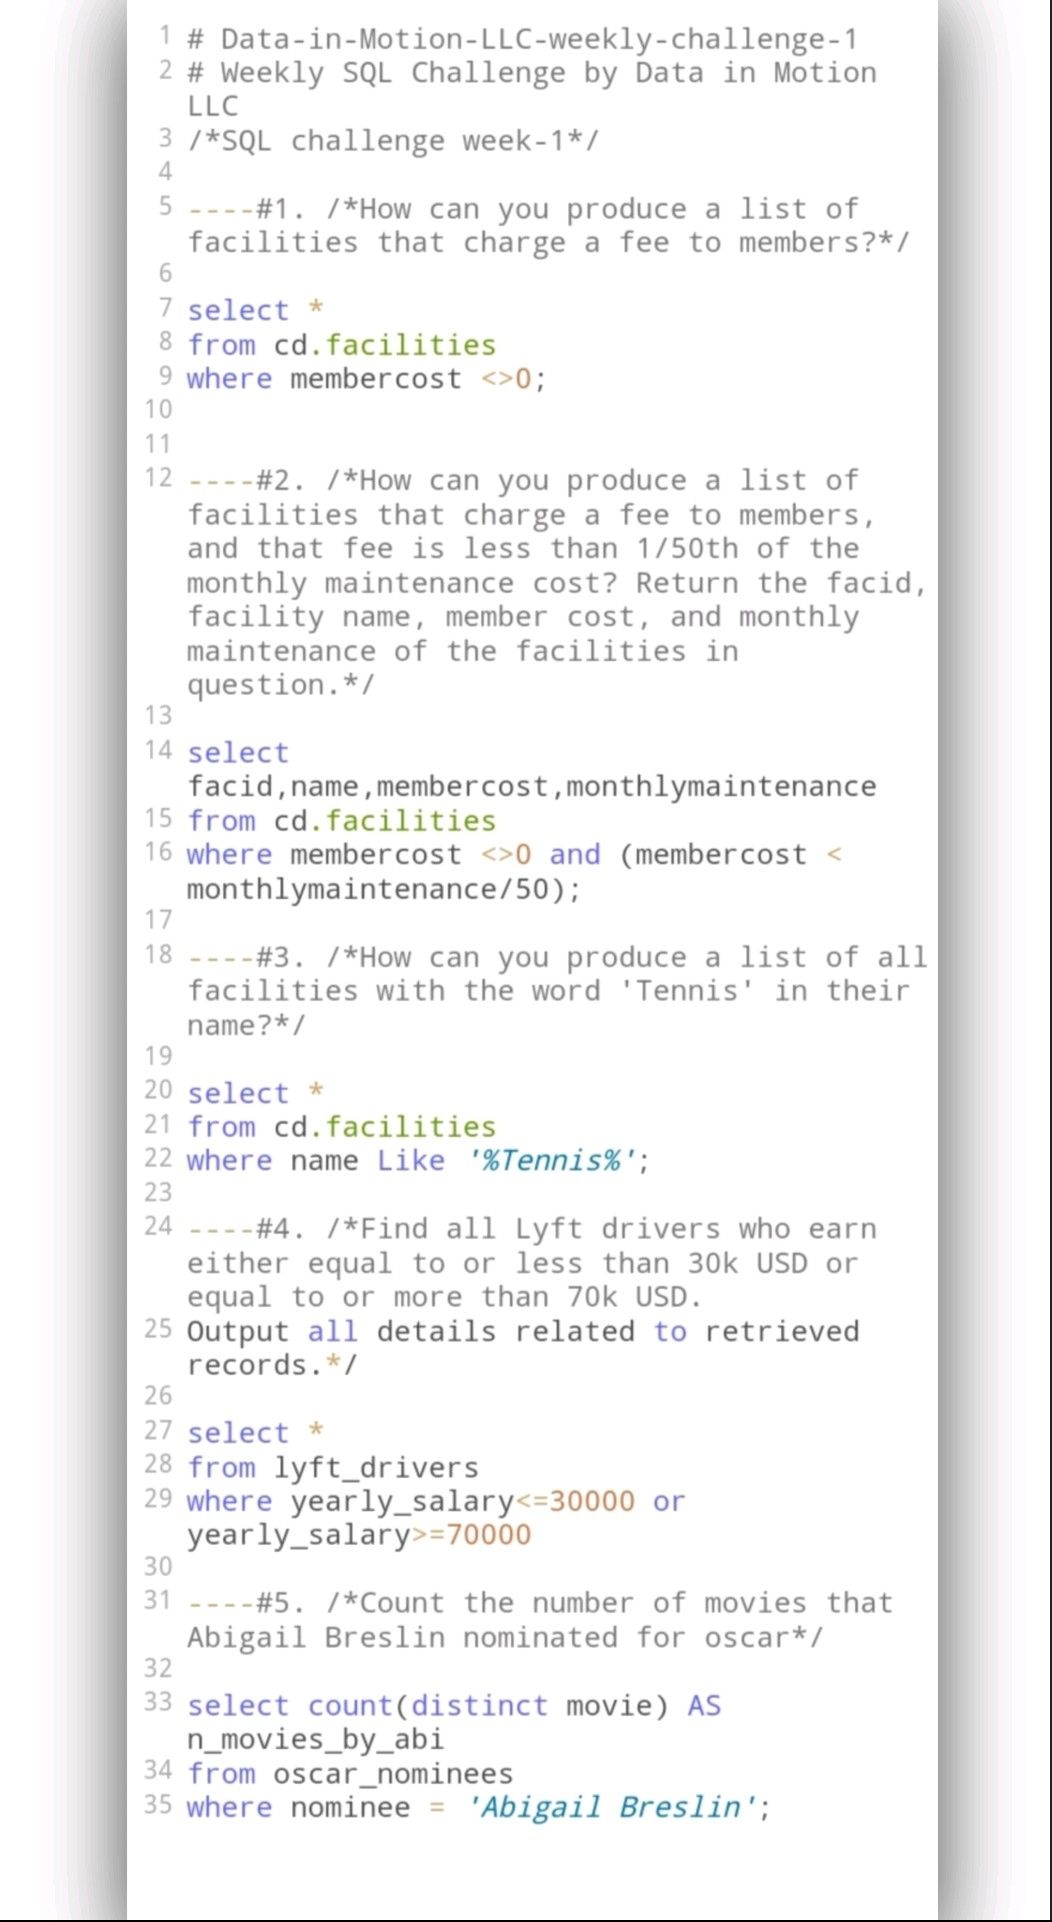 1 # Data-in-Motion-LLC-weekly-challenge-1
2 # Weekly SQL Challenge by Data in Motion
LLC
3 /*SQL challenge week-1*/
4
5 ----#1. /*How can you produce a list of
facilities that charge a fee to members?*/
6
7 select *
8 from cd.facilities
9 where membercost <>0;
10
11
12 ----#2. /*How can you produce a list of
facilities that charge a fee to members,
and that fee is less than 1/50th of the
monthly maintenance cost? Return the facid,
facility name, member cost, and monthly
maintenance of the facilities in
question.*/
13
14 select
facid,name,membercost,monthlymaintenance
15 from cd.facilities
16 where membercost <>0 and (membercost <
monthlymaintenance/50);
17
18 ----#3. /*How can you produce a list of all
facilities with the word 'Tennis' in their
name?*/
19
20 select *
21 from cd.facilities
22 where name Like '%Tennis%';
23
24 ----#4. /*Find all Lyft drivers who earn
either equal to or less than 30k USD or
equal to or more than 70k USD.
25 Output all details related to retrieved
records.*/
26
27 select *
28 from lyft_drivers
29 where yearly_salary<=30000 or
yearly_salary>=70000
30
31 ----#5. /*Count the number of movies that
Abigail Breslin nominated for oscar*/
32
33 select count(distinct movie) AS
n_movies_by_abi
34 from oscar_nominees
35 where nominee = 'Abigail Breslin';